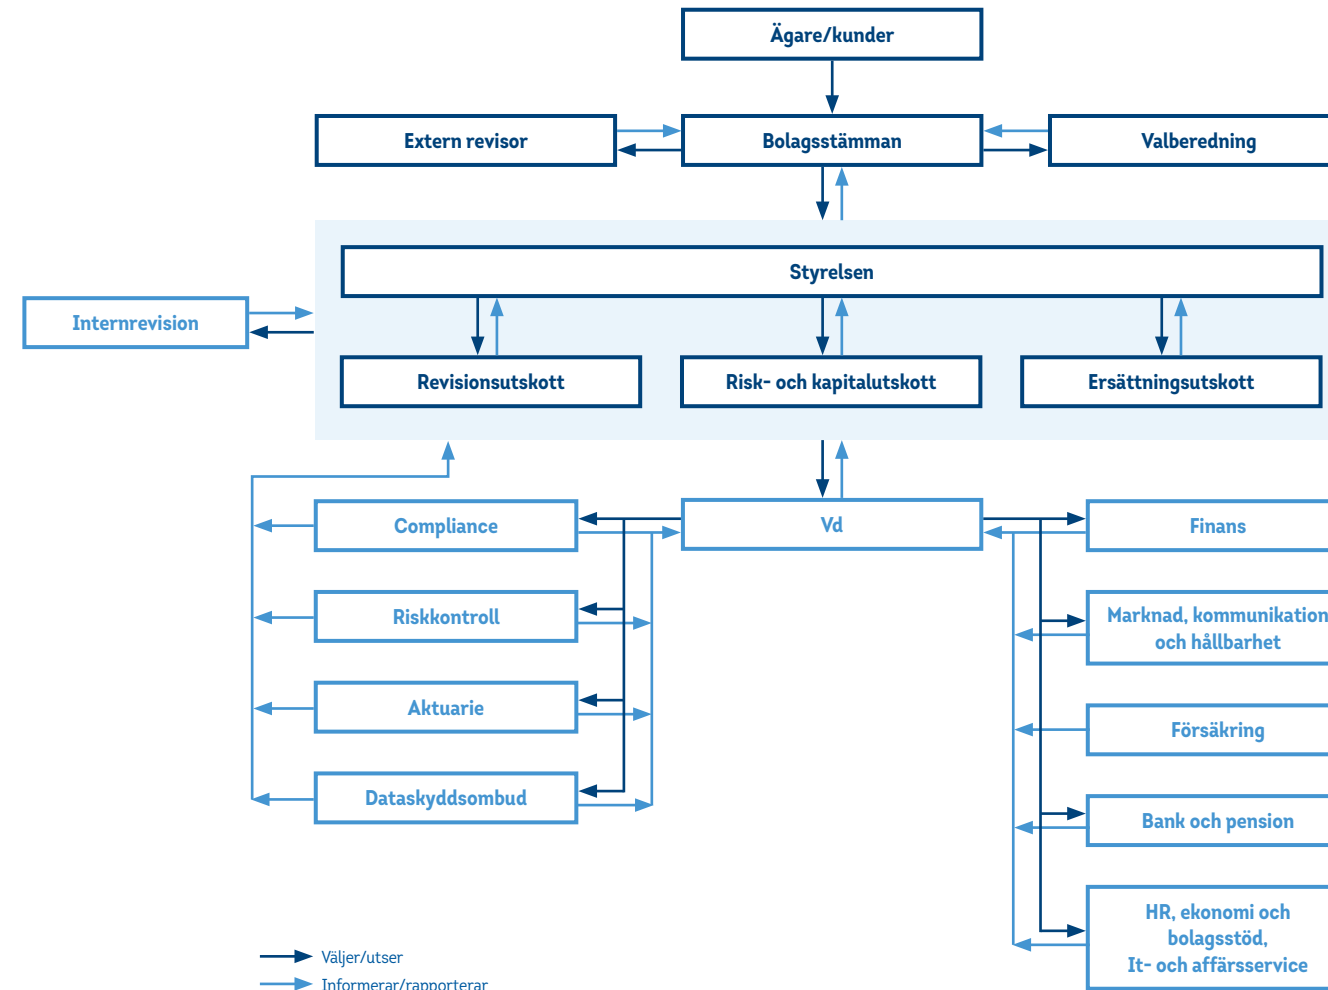 Ägare/kunder
Extern revisor
Bolagsstämman
Valberedning
Styrelsen
Internrevision
Revisionsutskott
Risk- och kapitalutskott
Ersättningsutskott
Compliance
Vd
Finans
Riskkontroll
Marknad, kommunikation
och hållbarhet
Aktuarie
Försäkring
Dataskyddsombud
Bank och pension
HR, ekonomi och
bolagsstöd,
It- och affärsservice
Väljer/utser
Informerar/rapporterar